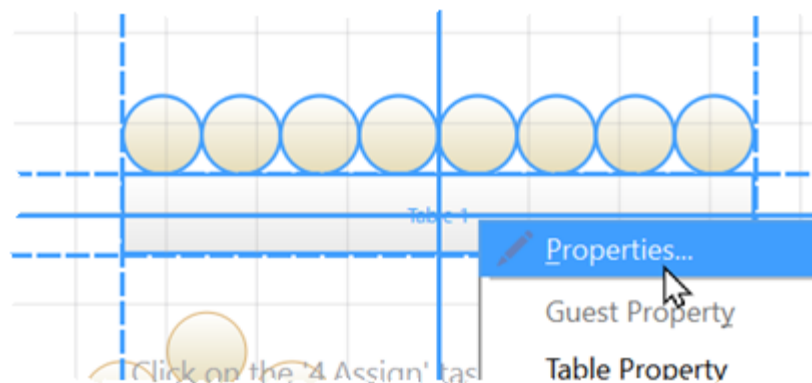 Table 1
Properties...
Guest Property
Table Property
Click on the '4 Assign' tas